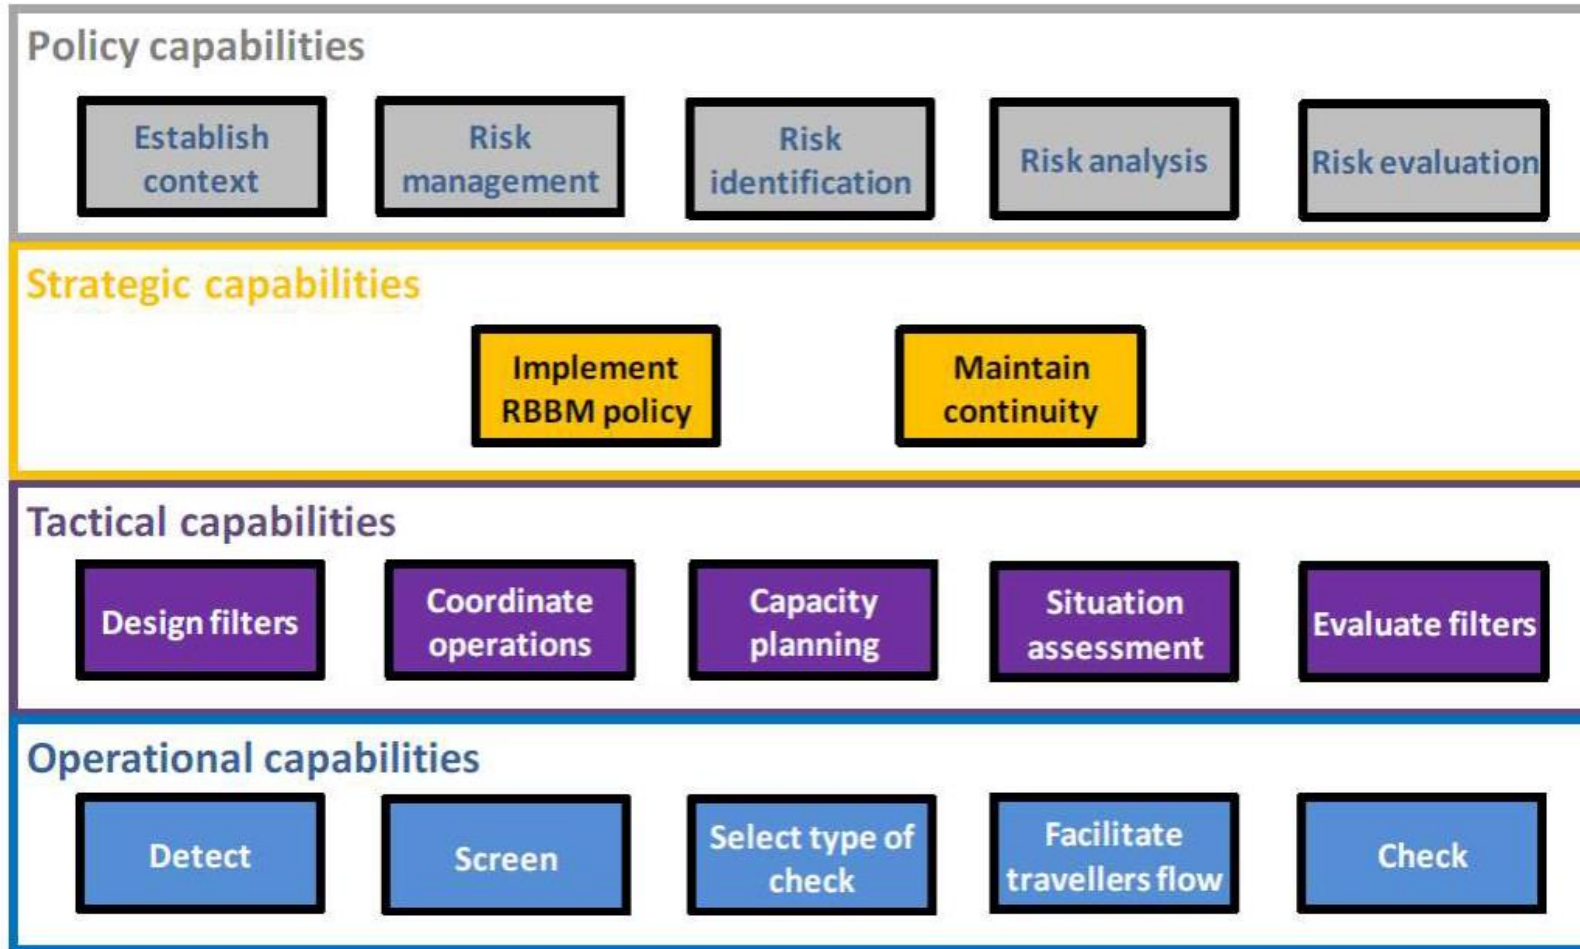 Policy capabilities
Establish
context
Risk
management
Risk
identification
Risk analysis
Risk evaluation
Strategic capabilities
Implement
RBBM policy
Maintain
continuity
Tactical capabilities
Design filters
Coordinate
operations
Capacity
planning
Situation
assessment
Evaluate filters
Operational capabilities
Detect
Screen
Select type of
check
Facilitate
travellers flow
Check